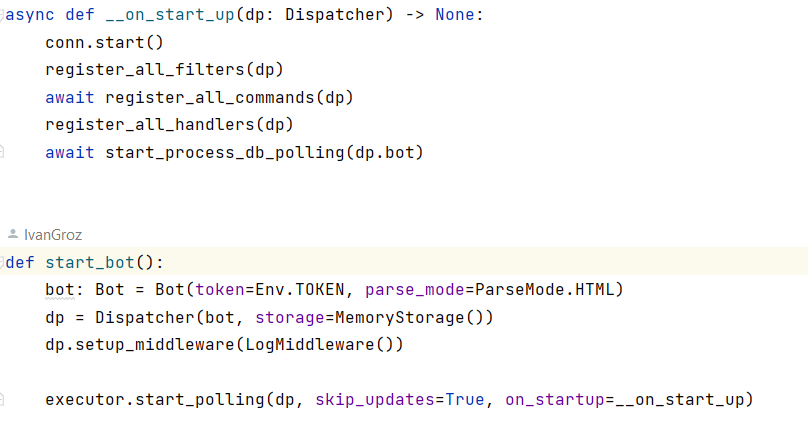 async def __on_start_up(dp: Dispatcher) -> None:
    conn.start()
    register_all_filters(dp)
    await register_all_commands(dp)
    register_all_handlers(dp)
    await start_process_db_polling(dp.bot)
IvanGroz
def start_bot():
    bot: Bot = Bot(token=Env.TOKEN, parse_mode=ParseMode.HTML)
    dp = Dispatcher(bot, storage=MemoryStorage())
    dp.setup_middleware(LogMiddleware())
    executor.start_polling(dp, skip_updates=True, on_startup=__on_start_up)